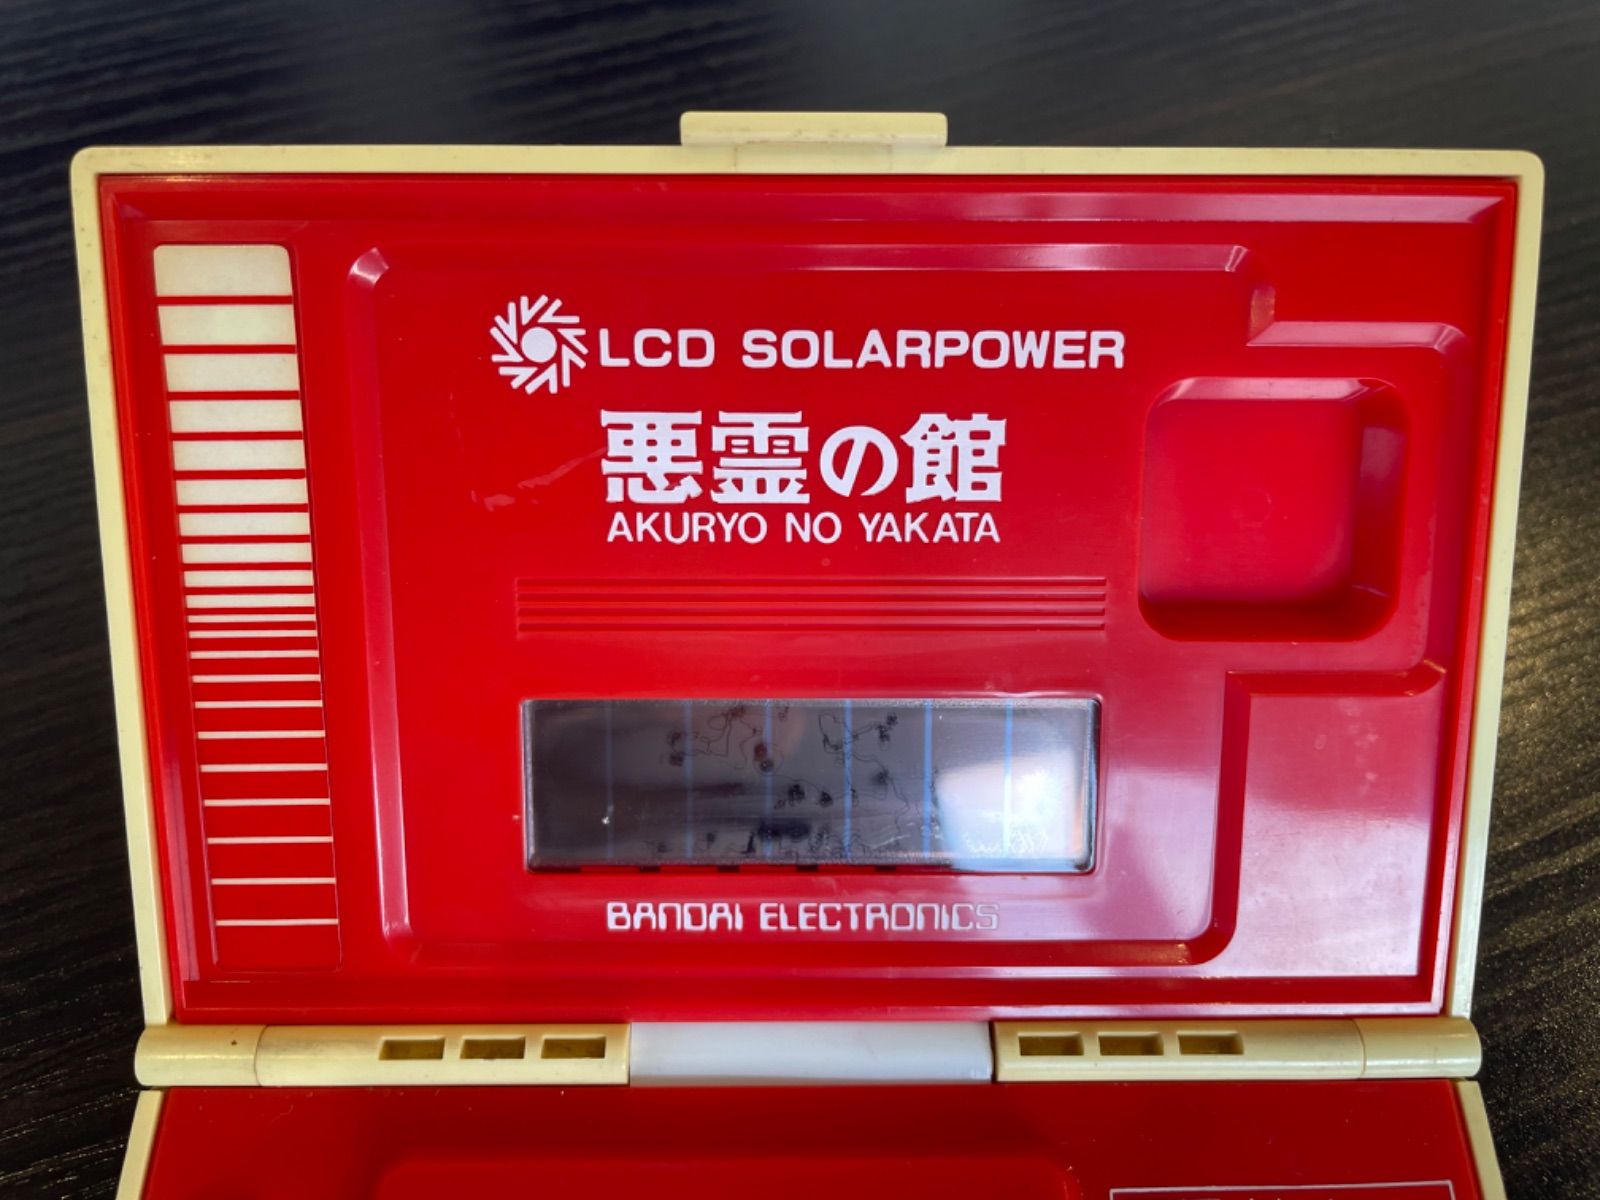 LCD SOLARPOWER
悪霊の館
AKURYO NO YAKATA
BANDAI ELECTRONICS